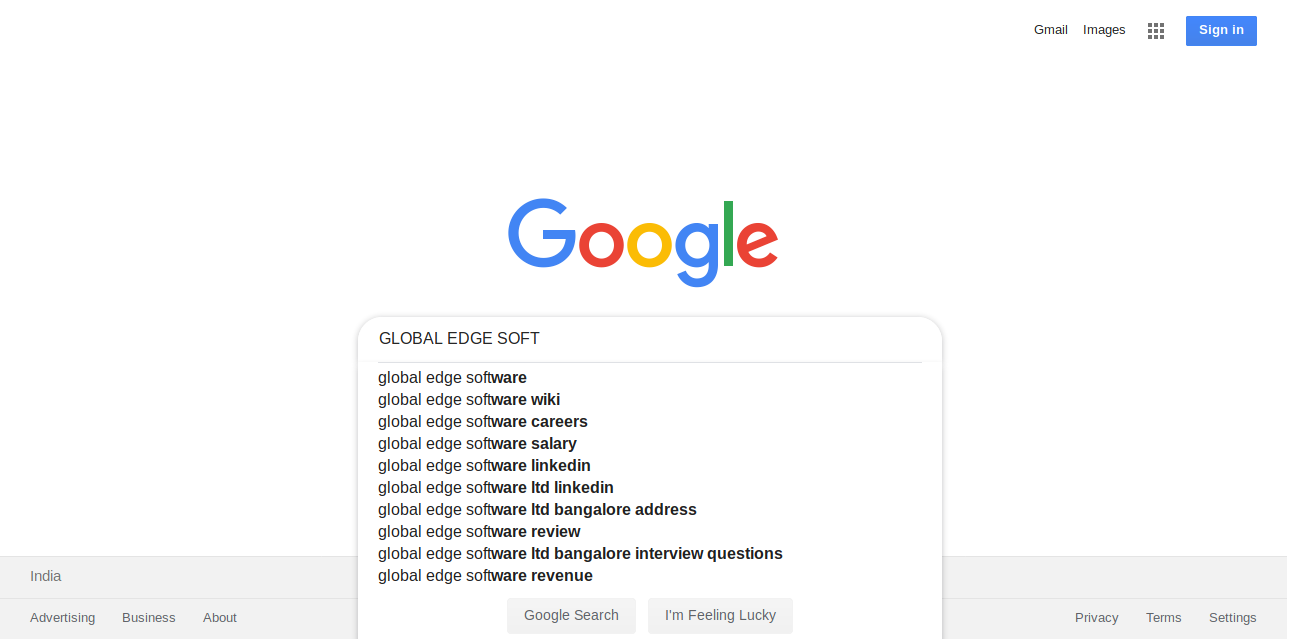 Gmail Images Sign in
Google
GLOBAL EDGE SOFT
global edge software
global edge software wiki
global edge software careers
global edge software salary
global edge software linkedin
global edge software ltd linkedin
global edge software ltd bangalore address
global edge software review
global edge software ltd bangalore interview questions
global edge software revenue
India
Google Search I'm Feeling Lucky
Advertising Business About Privacy Terms Settings